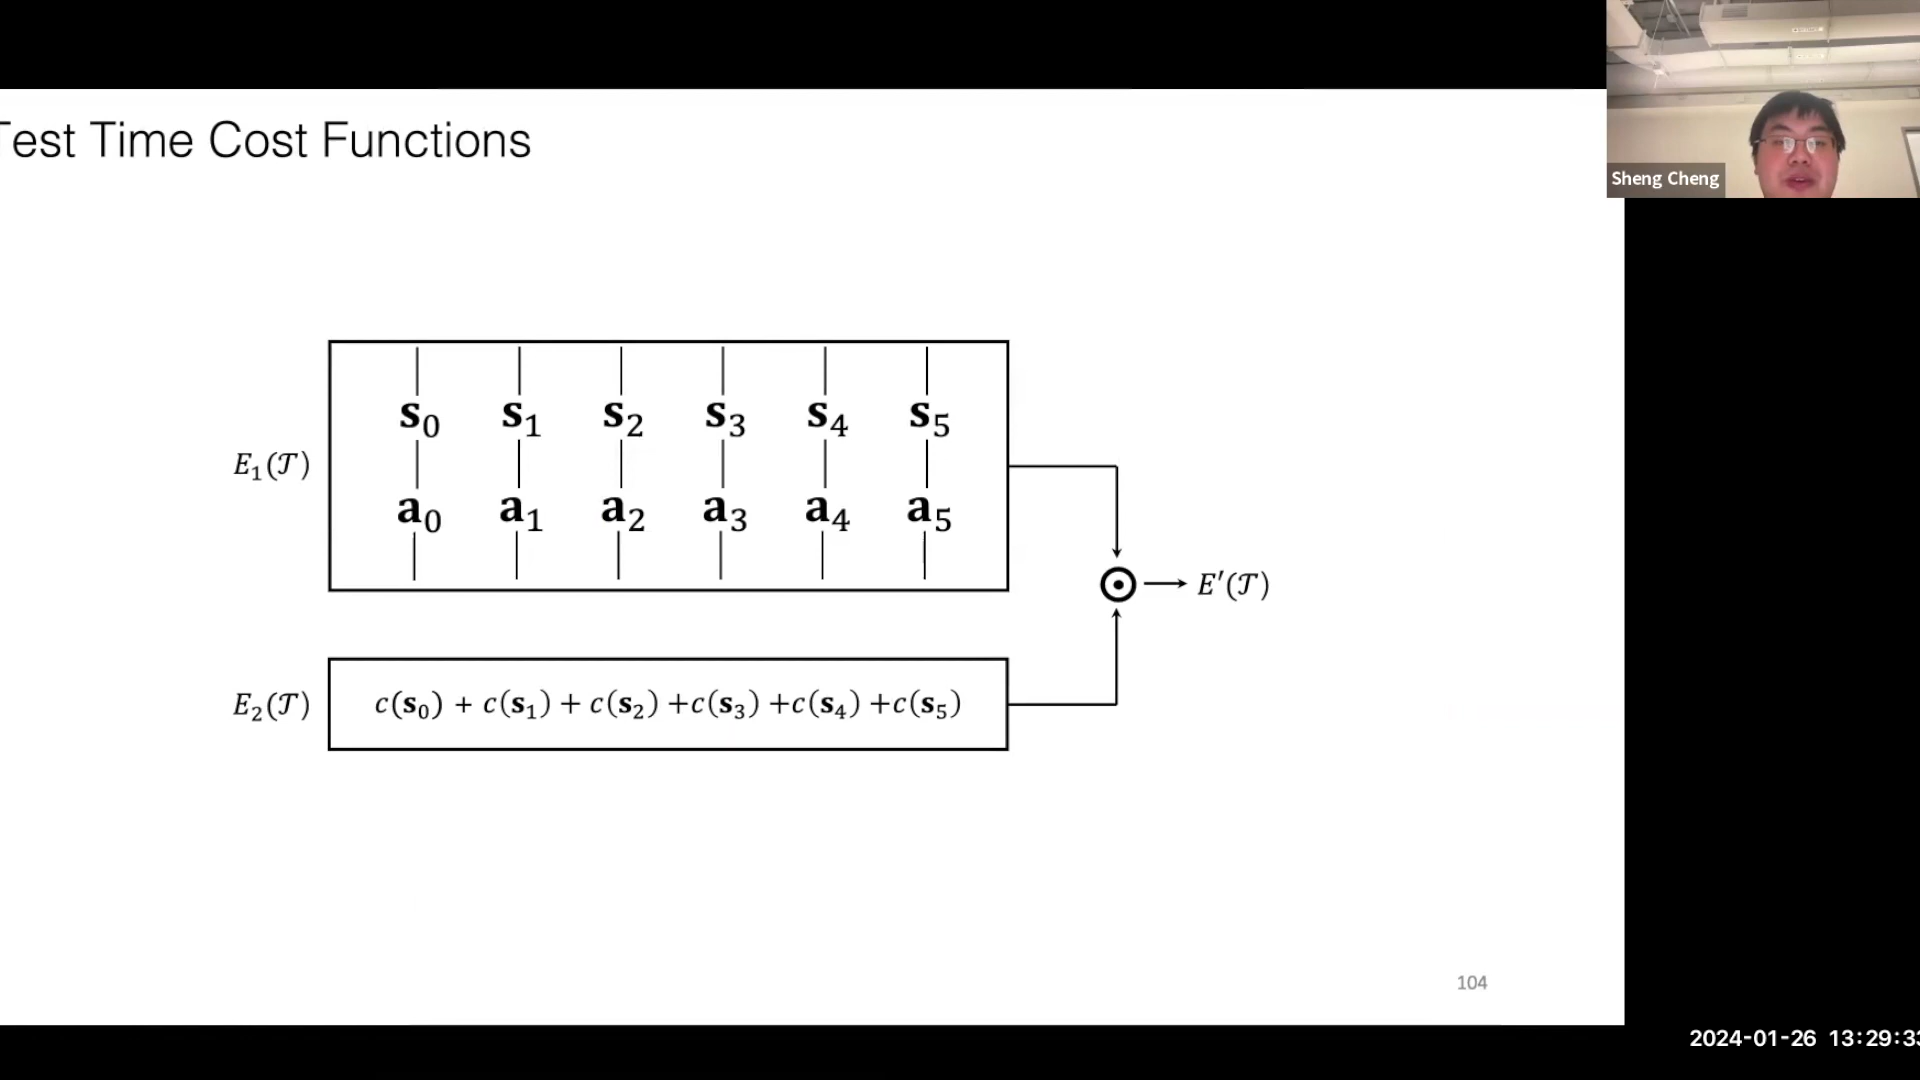 Test Time Cost Functions
Sheng Cheng
s₀ s₁ s₂ s₃ s₄ s₅
E₁(𝒯)
a₀ a₁ a₂ a₃ a₄ a₅
E′(𝒯)
E₂(𝒯) c(s₀) + c(s₁) + c(s₂) +c(s₃) +c(s₄) +c(s₅)
104
2024-01-26 13:29:33